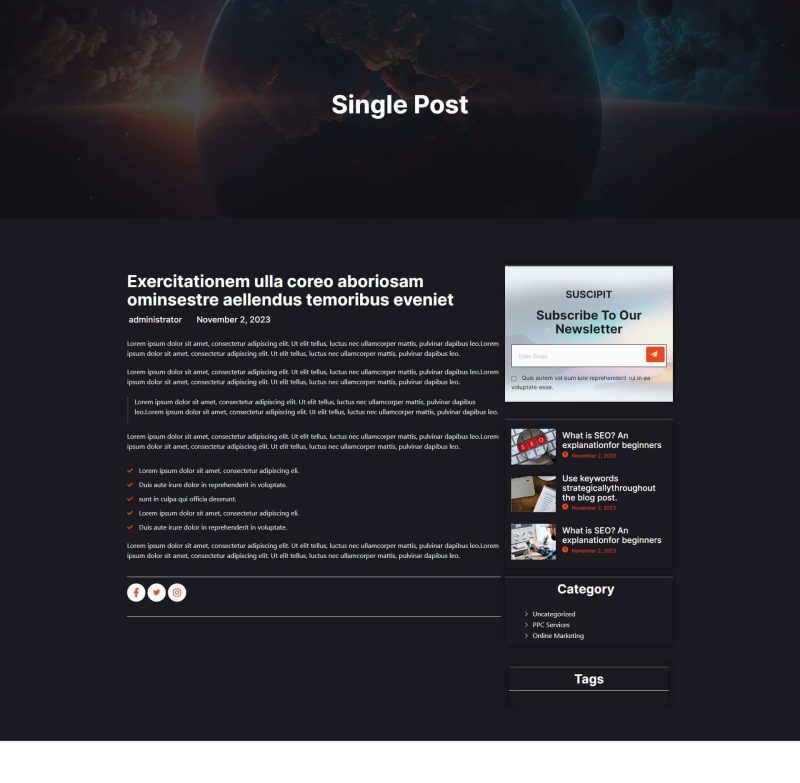 Single Post
Exercitationem ulla coreo aboriosam
ominsestre aellendus temoribus eveniet
administrator November 2, 2023
Lorem ipsum dolor sit amet, consectetur adipiscing elit. Ut elit tellus, luctus nec ullamcorper mattis, pulvinar dapibus leo.Lorem
ipsum dolor sit amet, consectetur adipiscing elit. Ut elit tellus, luctus nec ullamcorper mattis, pulvinar dapibus leo.
Lorem ipsum dolor sit amet, consectetur adipiscing elit. Ut elit tellus, luctus nec ullamcorper mattis, pulvinar dapibus leo.Lorem
ipsum dolor sit amet, consectetur adipiscing elit. Ut elit tellus, luctus nec ullamcorper mattis, pulvinar dapibus leo.
Lorem ipsum dolor sit amet, consectetur adipiscing elit. Ut elit tellus, luctus nec ullamcorper mattis, pulvinar dapibus
leo.Lorem ipsum dolor sit amet, consectetur adipiscing elit. Ut elit tellus, luctus nec ullamcorper mattis, pulvinar dapibus leo.
Lorem ipsum dolor sit amet, consectetur adipiscing elit. Ut elit tellus, luctus nec ullamcorper mattis, pulvinar dapibus leo.Lorem
ipsum dolor sit amet, consectetur adipiscing elit. Ut elit tellus, luctus nec ullamcorper mattis, pulvinar dapibus leo.
Lorem ipsum dolor sit amet, consectetur adipiscing eli.
Duis aute irure dolor in reprehenderit in voluptate.
sunt in culpa qui officia deserunt.
Lorem ipsum dolor sit amet, consectetur adipiscing eli.
Duis aute irure dolor in reprehenderit in voluptate.
Lorem ipsum dolor sit amet, consectetur adipiscing elit. Ut elit tellus, luctus nec ullamcorper mattis, pulvinar dapibus leo.Lorem
ipsum dolor sit amet, consectetur adipiscing elit. Ut elit tellus, luctus nec ullamcorper mattis, pulvinar dapibus leo.
SUSCIPIT
Subscribe To Our
Newsletter
Enter Email
Quis autem vel eum iure reprehenderit rui in ea
voluptate esse.
SEO
What is SEO? An
explanationfor beginners
November 2, 2023
Use keywords
strategicallythroughout
the blog post.
November 2, 2023
What is SEO? An
explanationfor beginners
November 2, 2023
Category
Uncategorized
PPC Services
Online Marketing
Tags